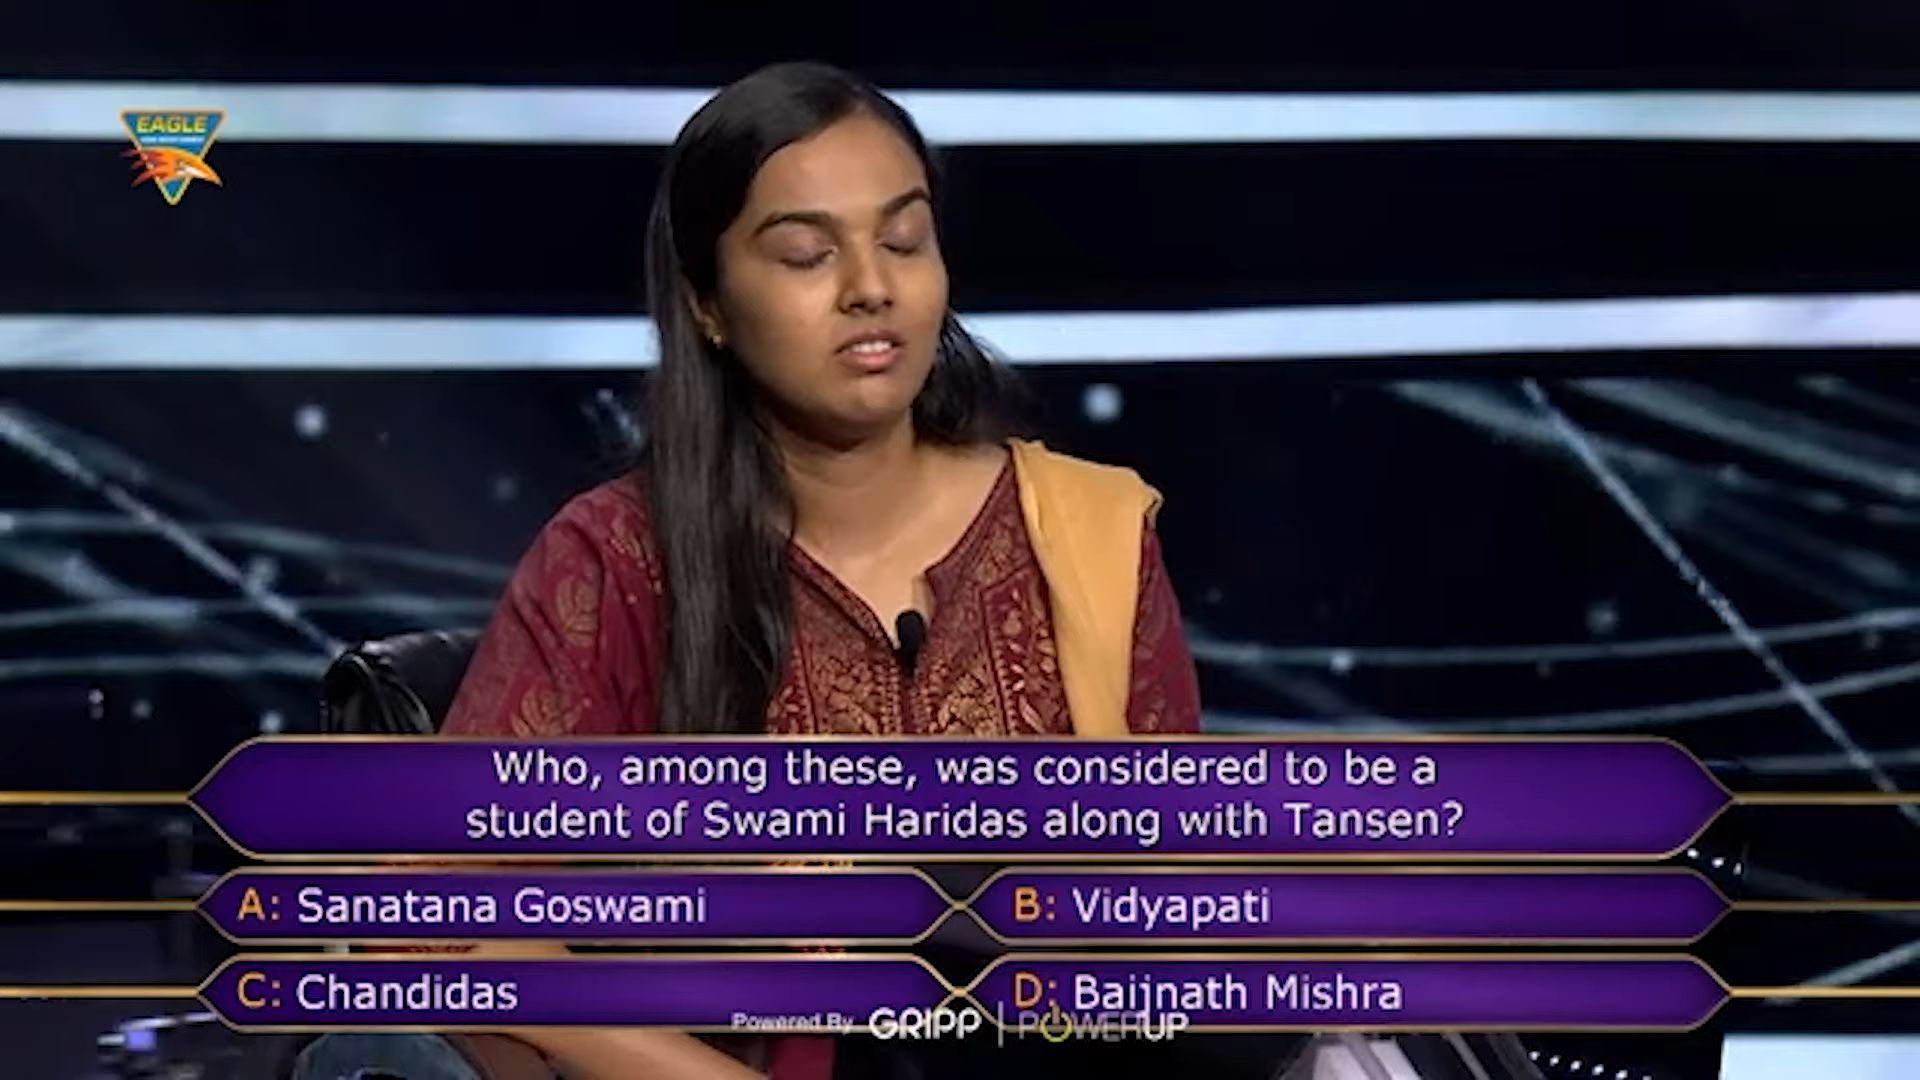 EAGLE
Who, among these, was considered to be a
student of Swami Haridas along with Tansen?
A: Sanatana Goswami
B: Vidyapati
C: Chandidas
D: Baijnath Mishra
Powered By GRIPP | POWERUP